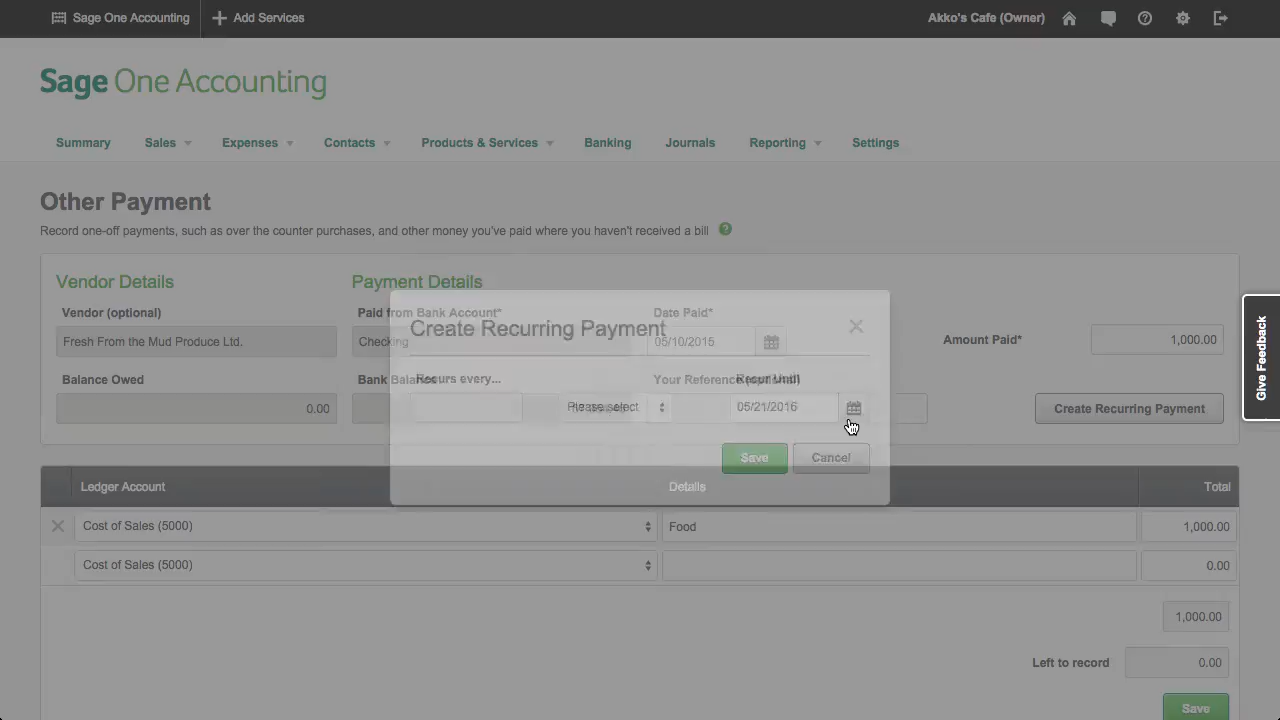 Sage One Accounting Add Services Akko's Cafe (Owner)
Sage One Accounting
Summary Sales Expenses Contacts Products & Services Banking Journals Reporting Settings
Other Payment
Record one-off payments, such as over the counter purchases, and other money you've paid where you haven't received a bill ?
Vendor Details Payment Details
Vendor (optional) Paid from Bank Account* Date Paid*
Create Recurring Payment
Fresh From the Mud Produce Ltd. Checking 05/10/2015 Amount Paid* 1,000.00
Balance Owed Bank Balance Recurs every... Your Reference (optional) Recur Until
0.00 Please select 05/21/2016 Create Recurring Payment
Give Feedback
Save Cancel
Ledger Account Details Total
Cost of Sales (5000) Food 1,000.00
Cost of Sales (5000) 0.00
1,000.00
Left to record 0.00
Save